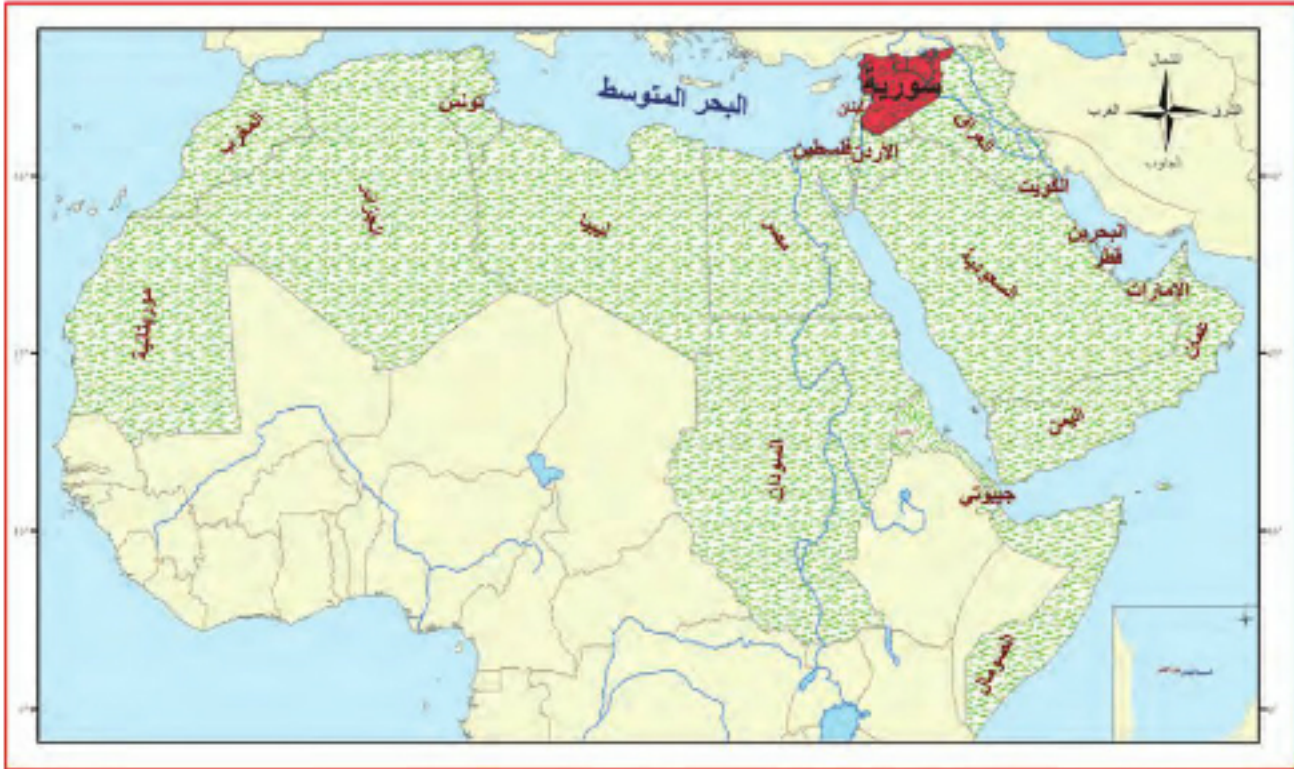 الشمال
الشرق
الغرب
الجنوب
البحر المتوسط
سورية
لبنان
تونس
المغرب
العراق
فلسطين
الأردن
الكويت
الجزائر
ليبيا
مصر
البحرين
قطر
السعودية
الإمارات
موريتانية
عمان
اليمن
السودان
جيبوتي
الصومال